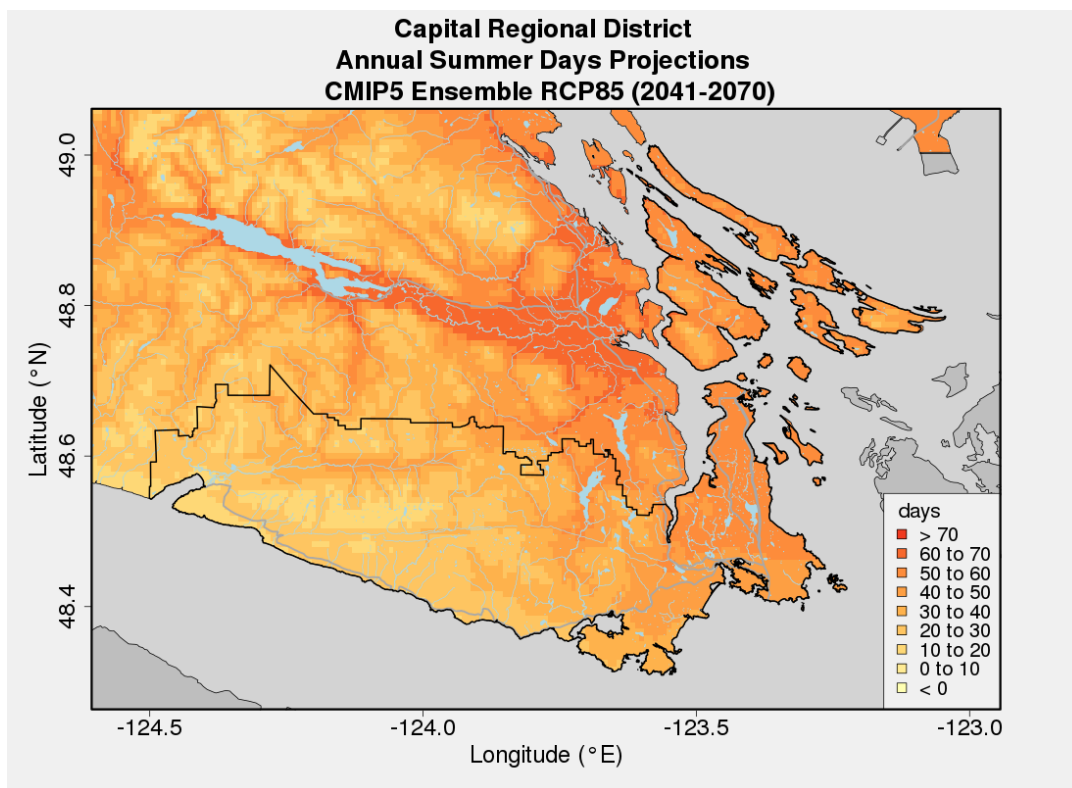 Capital Regional District
Annual Summer Days Projections
CMIP5 Ensemble RCP85 (2041-2070)
Latitude (°N)
49.0
48.8
48.6
48.4
days
> 70
60 to 70
50 to 60
40 to 50
30 to 40
20 to 30
10 to 20
0 to 10
< 0
-124.5
-124.0
-123.5
-123.0
Longitude (°E)